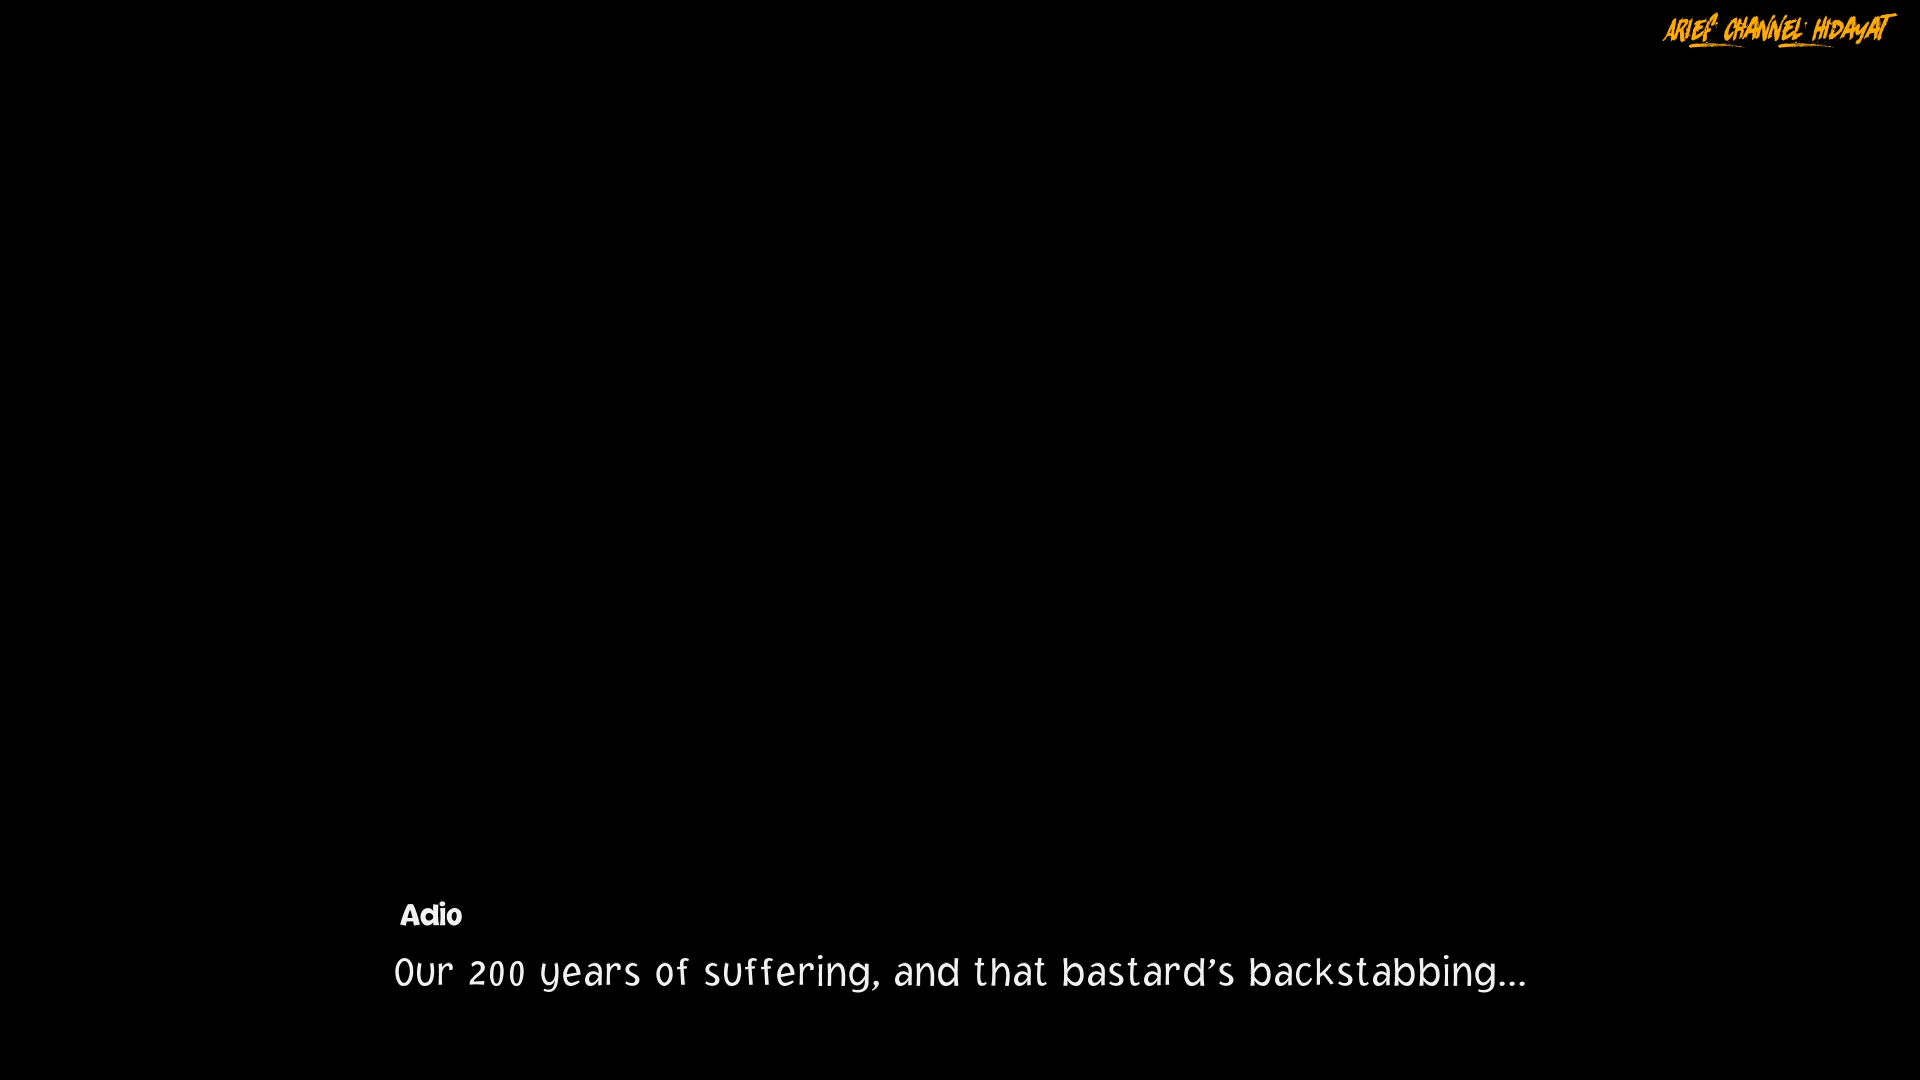 ARIEF CHANNEL HIDAYAT
Adio
Our 200 years of suffering, and that bastard’s backstabbing...